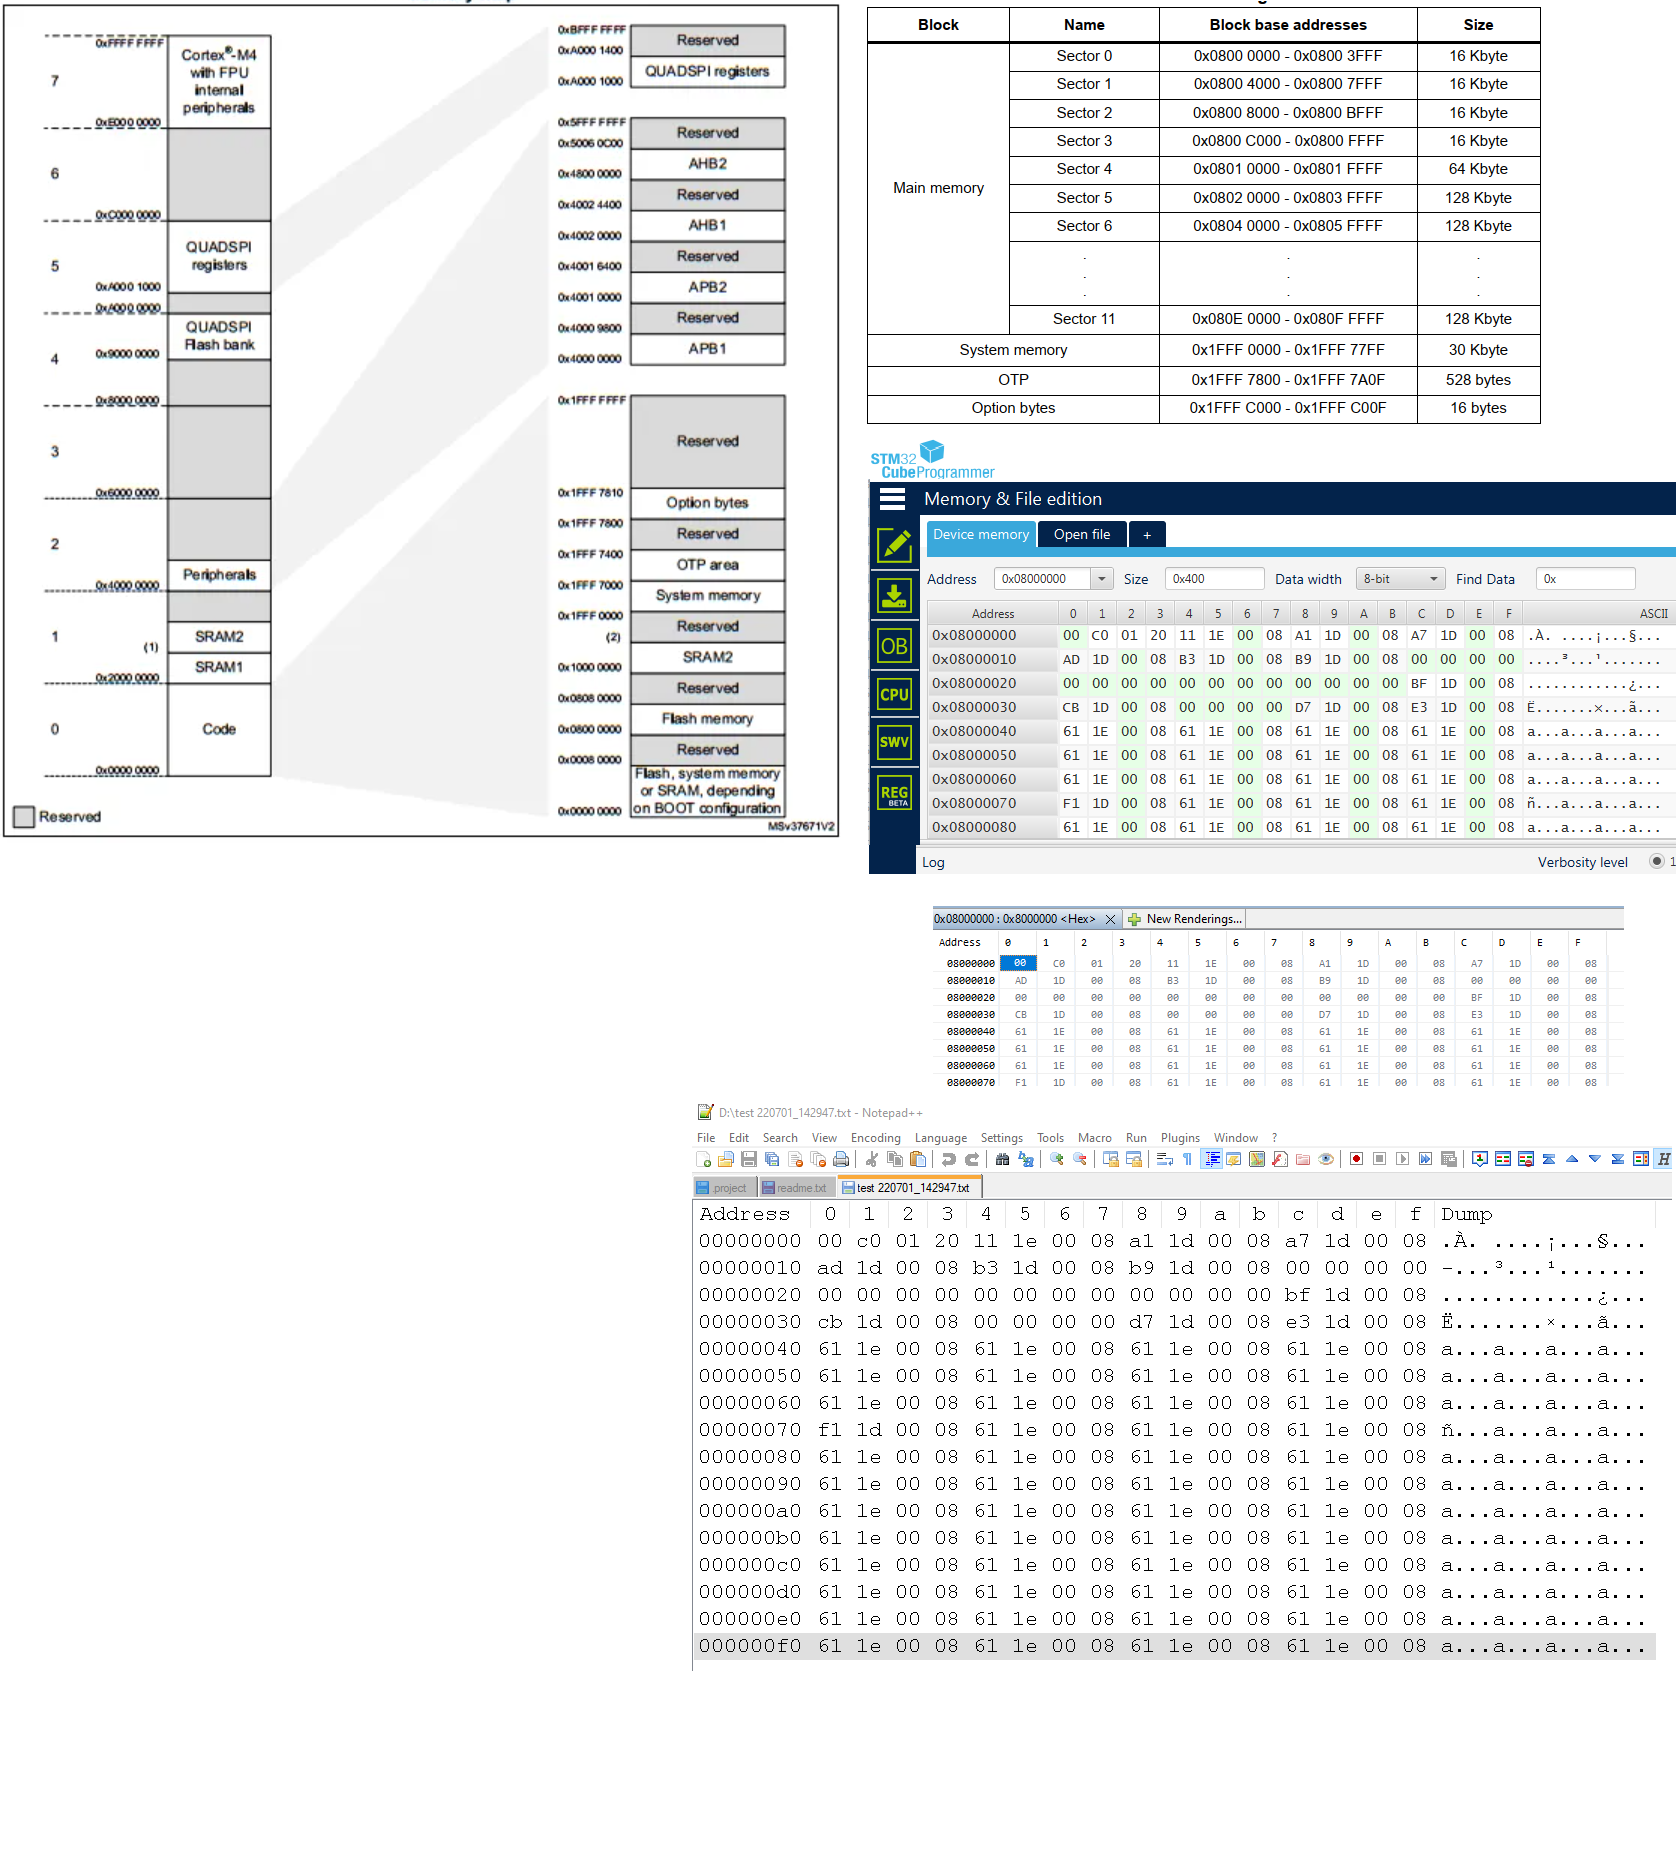 0xFFFF FFFF
Cortex®-M4
with FPU
internal
peripherals
7
0xE000 0000
6
0xC000 0000
QUADSPI
registers
5
0xA000 1000
0xA000 0000
QUADSPI
Flash bank
4
0x9000 0000
0x8000 0000
3
0x6000 0000
2
Peripherals
0x4000 0000
1
SRAM2
(1)
SRAM1
0x2000 0000
0
Code
0x0000 0000
Reserved
0xBFFF FFFF
Reserved
0xA000 1400
QUADSPI registers
0xA000 1000
0x5FFF FFFF
Reserved
0x5006 0C00
AHB2
0x4800 0000
Reserved
0x4002 4400
AHB1
0x4002 0000
Reserved
0x4001 6400
APB2
0x4001 0000
Reserved
0x4000 9800
APB1
0x4000 0000
0x1FFF FFFF
Reserved
0x1FFF 7810
Option bytes
0x1FFF 7800
Reserved
0x1FFF 7400
OTP area
0x1FFF 7000
System memory
0x1FFF 0000
Reserved
(2)
SRAM2
0x1000 0000
Reserved
0x0808 0000
Flash memory
0x0800 0000
Reserved
0x0008 0000
Flash, system memory
or SRAM, depending
on BOOT configuration
0x0000 0000
MSv37671V2
Block Name Block base addresses Size
Main memory
Sector 0 0x0800 0000 - 0x0800 3FFF 16 Kbyte
Sector 1 0x0800 4000 - 0x0800 7FFF 16 Kbyte
Sector 2 0x0800 8000 - 0x0800 BFFF 16 Kbyte
Sector 3 0x0800 C000 - 0x0800 FFFF 16 Kbyte
Sector 4 0x0801 0000 - 0x0801 FFFF 64 Kbyte
Sector 5 0x0802 0000 - 0x0803 FFFF 128 Kbyte
Sector 6 0x0804 0000 - 0x0805 FFFF 128 Kbyte
. . .
. . .
. . .
Sector 11 0x080E 0000 - 0x080F FFFF 128 Kbyte
System memory 0x1FFF 0000 - 0x1FFF 77FF 30 Kbyte
OTP 0x1FFF 7800 - 0x1FFF 7A0F 528 bytes
Option bytes 0x1FFF C000 - 0x1FFF C00F 16 bytes
STM32
CubeProgrammer
Memory & File edition
Device memory Open file +
Address 0x08000000 Size 0x400 Data width 8-bit Find Data 0x
OB
CPU
SWV
REG
BETA
Address 0 1 2 3 4 5 6 7 8 9 A B C D E F ASCII
0x08000000 00 C0 01 20 11 1E 00 08 A1 1D 00 08 A7 1D 00 08 .À. ....¡...§...
0x08000010 AD 1D 00 08 B3 1D 00 08 B9 1D 00 08 00 00 00 00 ....³...¹.......
0x08000020 00 00 00 00 00 00 00 00 00 00 00 00 BF 1D 00 08 ............¿...
0x08000030 CB 1D 00 08 00 00 00 00 D7 1D 00 08 E3 1D 00 08 Ë.......×...ã...
0x08000040 61 1E 00 08 61 1E 00 08 61 1E 00 08 61 1E 00 08 a...a...a...a...
0x08000050 61 1E 00 08 61 1E 00 08 61 1E 00 08 61 1E 00 08 a...a...a...a...
0x08000060 61 1E 00 08 61 1E 00 08 61 1E 00 08 61 1E 00 08 a...a...a...a...
0x08000070 F1 1D 00 08 61 1E 00 08 61 1E 00 08 61 1E 00 08 ñ...a...a...a...
0x08000080 61 1E 00 08 61 1E 00 08 61 1E 00 08 61 1E 00 08 a...a...a...a...
Log Verbosity level 1
0x08000000 : 0x8000000 <Hex> New Renderings...
Address 0 1 2 3 4 5 6 7 8 9 A B C D E F
08000000 00 C0 01 20 11 1E 00 08 A1 1D 00 08 A7 1D 00 08
08000010 AD 1D 00 08 B3 1D 00 08 B9 1D 00 08 00 00 00 00
08000020 00 00 00 00 00 00 00 00 00 00 00 00 BF 1D 00 08
08000030 CB 1D 00 08 00 00 00 00 D7 1D 00 08 E3 1D 00 08
08000040 61 1E 00 08 61 1E 00 08 61 1E 00 08 61 1E 00 08
08000050 61 1E 00 08 61 1E 00 08 61 1E 00 08 61 1E 00 08
08000060 61 1E 00 08 61 1E 00 08 61 1E 00 08 61 1E 00 08
08000070 F1 1D 00 08 61 1E 00 08 61 1E 00 08 61 1E 00 08
D:\test 220701_142947.txt - Notepad++
File Edit Search View Encoding Language Settings Tools Macro Run Plugins Window ?
.project readme.txt test 220701_142947.txt
Address 0 1 2 3 4 5 6 7 8 9 a b c d e f Dump
00000000 00 c0 01 20 11 1e 00 08 a1 1d 00 08 a7 1d 00 08 .À. ....¡...§...
00000010 ad 1d 00 08 b3 1d 00 08 b9 1d 00 08 00 00 00 00 -...³...¹.......
00000020 00 00 00 00 00 00 00 00 00 00 00 00 bf 1d 00 08 ............¿...
00000030 cb 1d 00 08 00 00 00 00 d7 1d 00 08 e3 1d 00 08 Ë.......×...ã...
00000040 61 1e 00 08 61 1e 00 08 61 1e 00 08 61 1e 00 08 a...a...a...a...
00000050 61 1e 00 08 61 1e 00 08 61 1e 00 08 61 1e 00 08 a...a...a...a...
00000060 61 1e 00 08 61 1e 00 08 61 1e 00 08 61 1e 00 08 a...a...a...a...
00000070 f1 1d 00 08 61 1e 00 08 61 1e 00 08 61 1e 00 08 ñ...a...a...a...
00000080 61 1e 00 08 61 1e 00 08 61 1e 00 08 61 1e 00 08 a...a...a...a...
00000090 61 1e 00 08 61 1e 00 08 61 1e 00 08 61 1e 00 08 a...a...a...a...
000000a0 61 1e 00 08 61 1e 00 08 61 1e 00 08 61 1e 00 08 a...a...a...a...
000000b0 61 1e 00 08 61 1e 00 08 61 1e 00 08 61 1e 00 08 a...a...a...a...
000000c0 61 1e 00 08 61 1e 00 08 61 1e 00 08 61 1e 00 08 a...a...a...a...
000000d0 61 1e 00 08 61 1e 00 08 61 1e 00 08 61 1e 00 08 a...a...a...a...
000000e0 61 1e 00 08 61 1e 00 08 61 1e 00 08 61 1e 00 08 a...a...a...a...
000000f0 61 1e 00 08 61 1e 00 08 61 1e 00 08 61 1e 00 08 a...a...a...a...